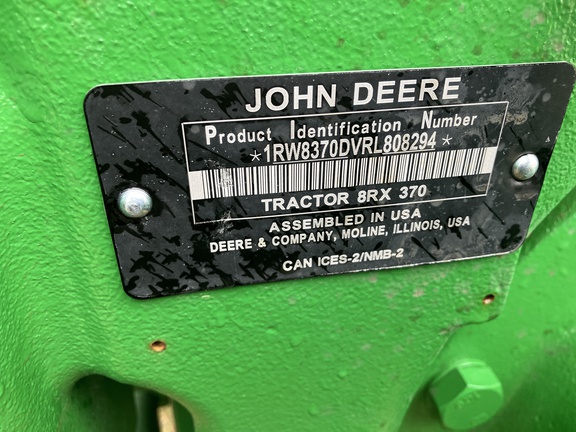 JOHN DEERE
Product Identification Number
*1RW8370DVRL808294*
TRACTOR 8RX 370
ASSEMBLED IN USA
DEERE & COMPANY, MOLINE, ILLINOIS, USA
CAN ICES-2/NMB-2